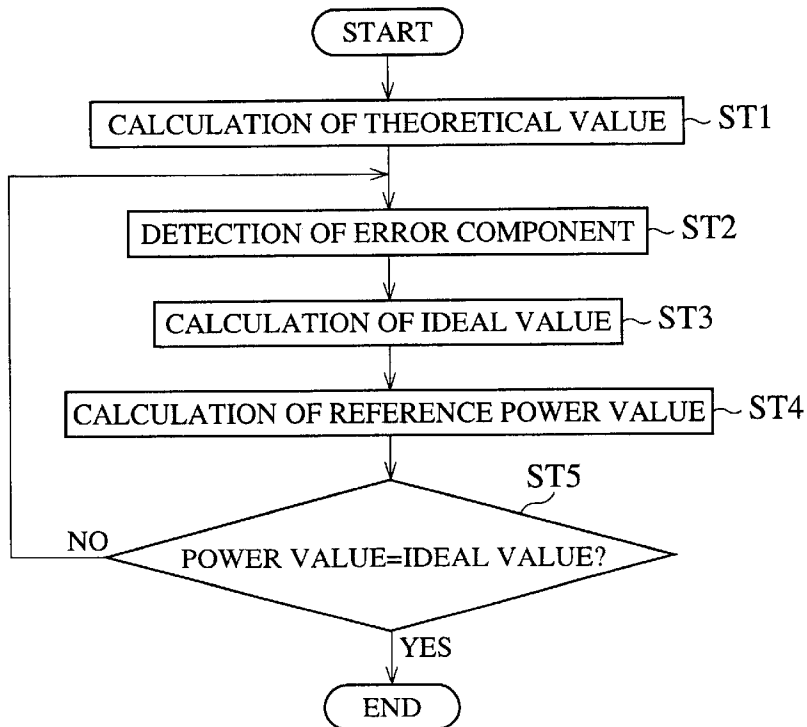 START
CALCULATION OF THEORETICAL VALUE
ST1
DETECTION OF ERROR COMPONENT
ST2
CALCULATION OF IDEAL VALUE
ST3
CALCULATION OF REFERENCE POWER VALUE
ST4
ST5
NO
POWER VALUE=IDEAL VALUE?
YES
END